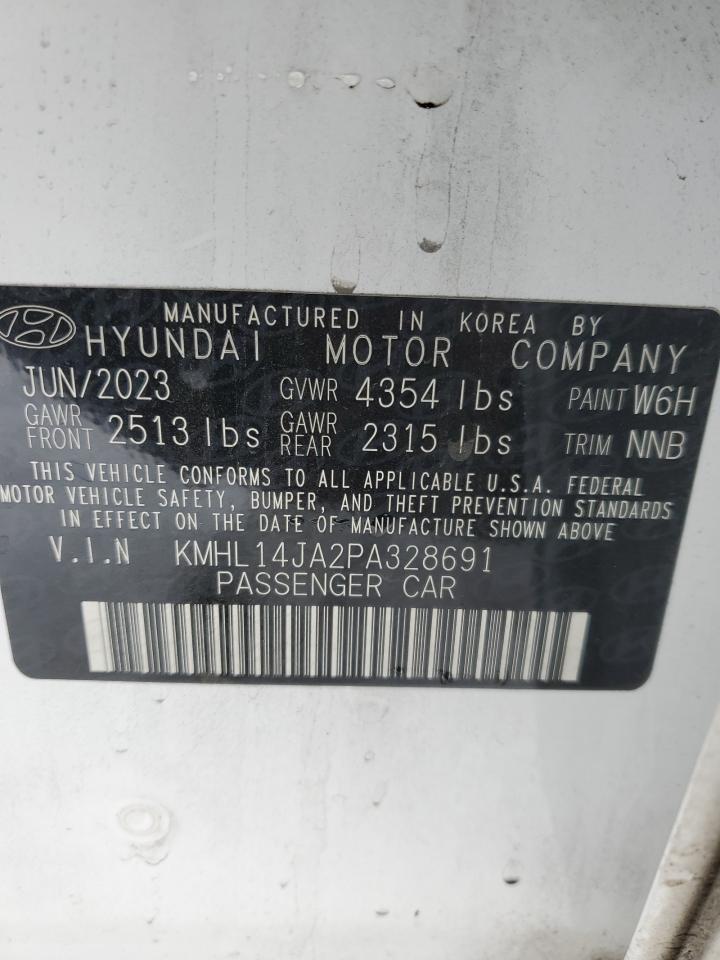 MANUFACTURED IN KOREA BY
HYUNDAI MOTOR COMPANY
JUN/2023 GVWR 4354 lbs PAINT W6H
GAWR FRONT 2513 lbs GAWR REAR 2315 lbs TRIM NNB
THIS VEHICLE CONFORMS TO ALL APPLICABLE U.S.A. FEDERAL
MOTOR VEHICLE SAFETY, BUMPER, AND THEFT PREVENTION STANDARDS
IN EFFECT ON THE DATE OF MANUFACTURE SHOWN ABOVE
V.I.N KMHL14JA2PA328691
PASSENGER CAR